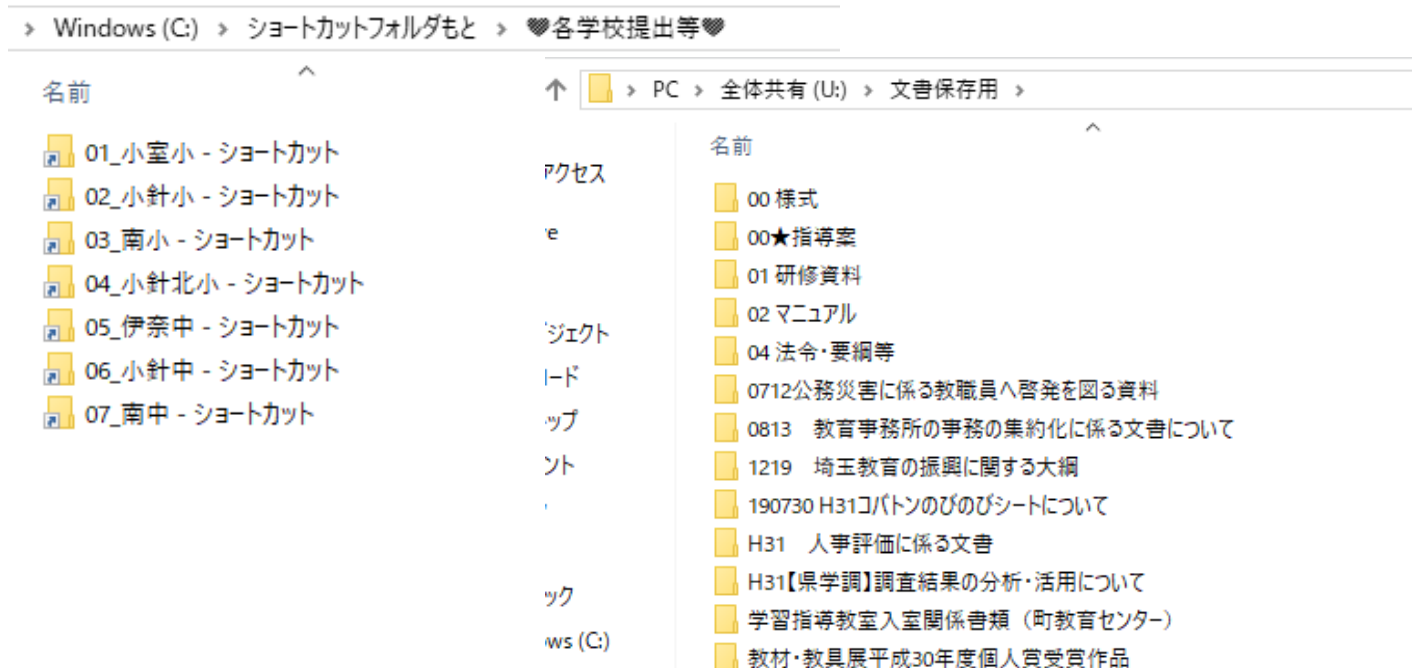 › Windows (C:) › ショートカットフォルダもと › 🖤各学校提出等🖤
名前
01_小室小 - ショートカット
02_小針小 - ショートカット
03_南小 - ショートカット
04_小針北小 - ショートカット
05_伊奈中 - ショートカット
06_小針中 - ショートカット
07_南中 - ショートカット
› PC › 全体共有 (U:) › 文書保存用 ›
アクセス
e
ジェクト
ード
ップ
ント
ック
ows (C:)
名前
00 様式
00★指導案
01 研修資料
02 マニュアル
04 法令・要綱等
0712公務災害に係る教職員へ啓発を図る資料
0813　教育事務所の事務の集約化に係る文書について
1219　埼玉教育の振興に関する大綱
190730 H31コバトンのびのびシートについて
H31　人事評価に係る文書
H31【県学調】調査結果の分析・活用について
学習指導教室入室関係書類（町教育センター）
教材・教具展平成30年度個人賞受賞作品